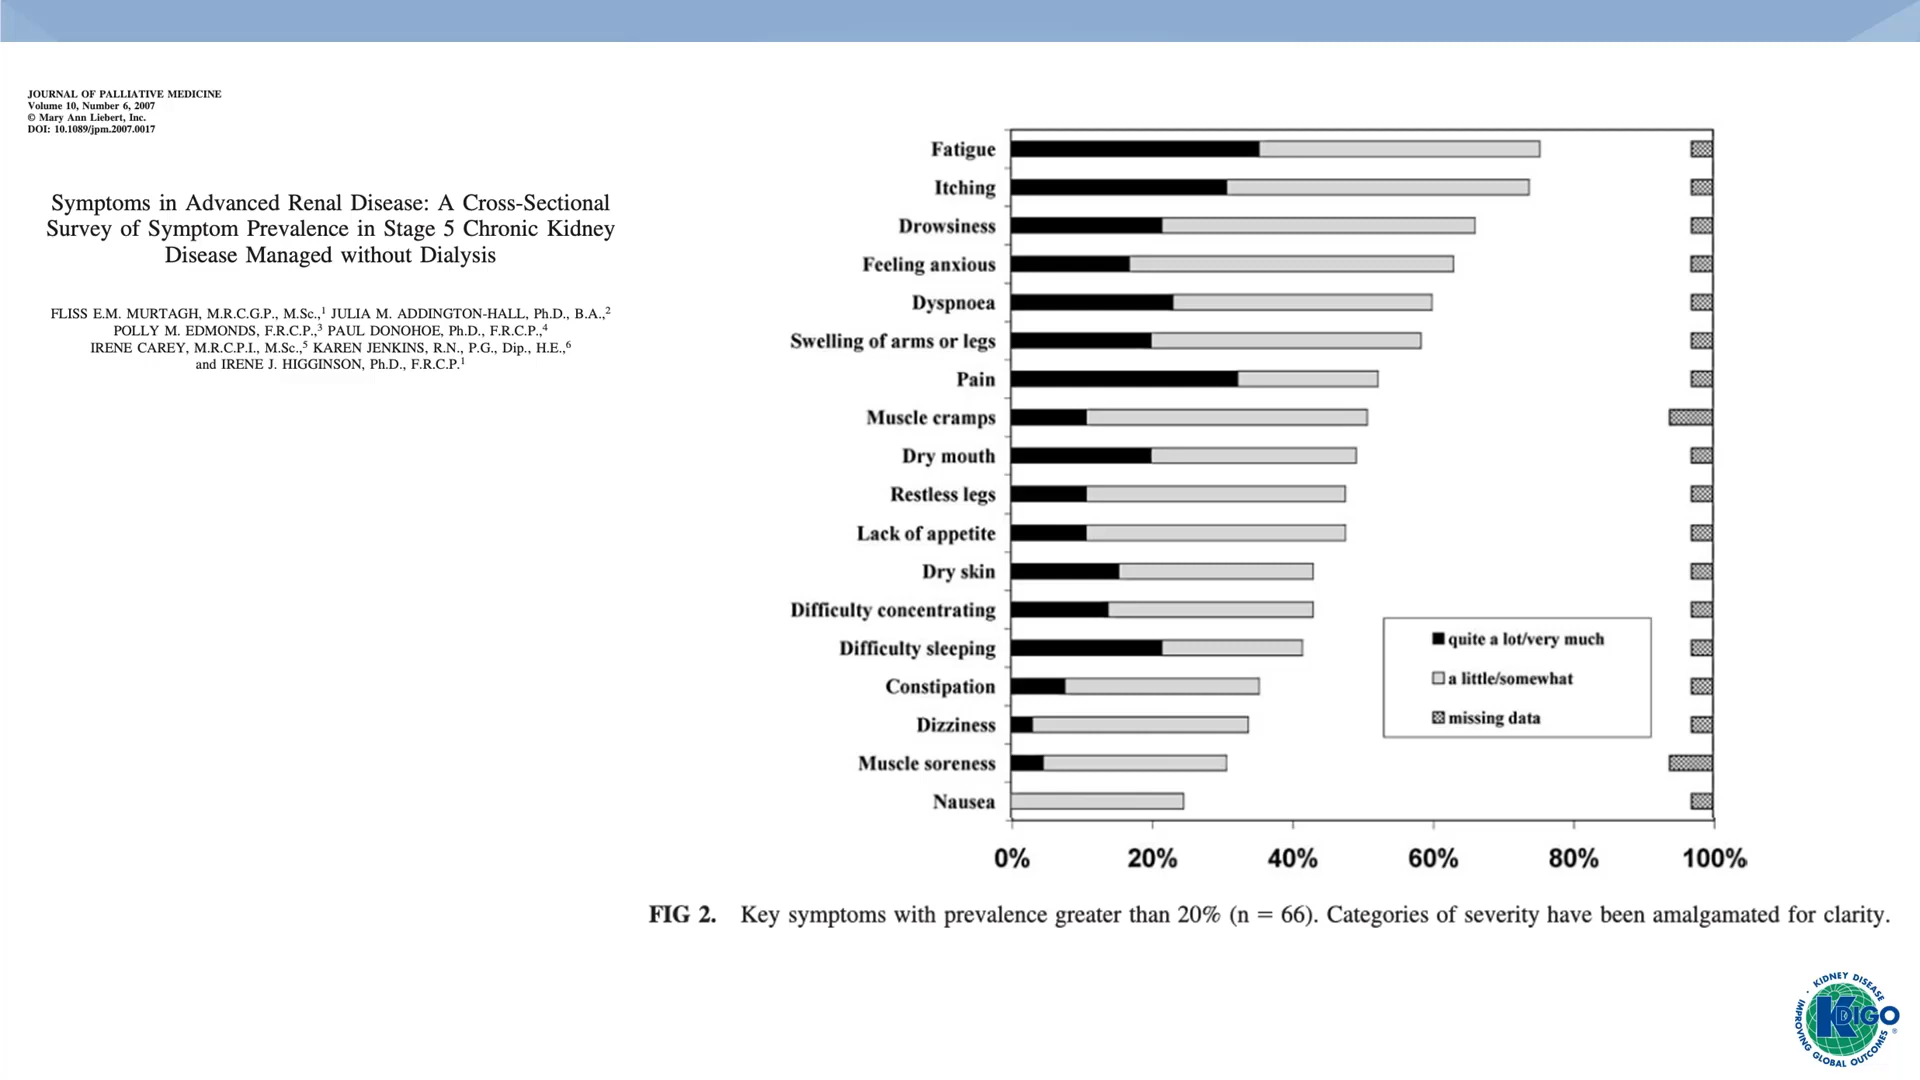 JOURNAL OF PALLIATIVE MEDICINE
Volume 10, Number 6, 2007
© Mary Ann Liebert, Inc.
DOI: 10.1089/jpm.2007.0017
Symptoms in Advanced Renal Disease: A Cross-Sectional
Survey of Symptom Prevalence in Stage 5 Chronic Kidney
Disease Managed without Dialysis
FLISS E.M. MURTAGH, M.R.C.G.P., M.Sc.,1 JULIA M. ADDINGTON-HALL, Ph.D., B.A.,2
POLLY M. EDMONDS, F.R.C.P.,3 PAUL DONOHOE, Ph.D., F.R.C.P.,4
IRENE CAREY, M.R.C.P.I., M.Sc.,5 KAREN JENKINS, R.N., P.G., Dip., H.E.,6
and IRENE J. HIGGINSON, Ph.D., F.R.C.P.1
Fatigue
Itching
Drowsiness
Feeling anxious
Dyspnoea
Swelling of arms or legs
Pain
Muscle cramps
Dry mouth
Restless legs
Lack of appetite
Dry skin
Difficulty concentrating
Difficulty sleeping
Constipation
Dizziness
Muscle soreness
Nausea
quite a lot/very much
a little/somewhat
missing data
0% 20% 40% 60% 80% 100%
FIG 2. Key symptoms with prevalence greater than 20% (n = 66). Categories of severity have been amalgamated for clarity.
KIDNEY DISEASE
KDIGO
IMPROVING GLOBAL OUTCOMES